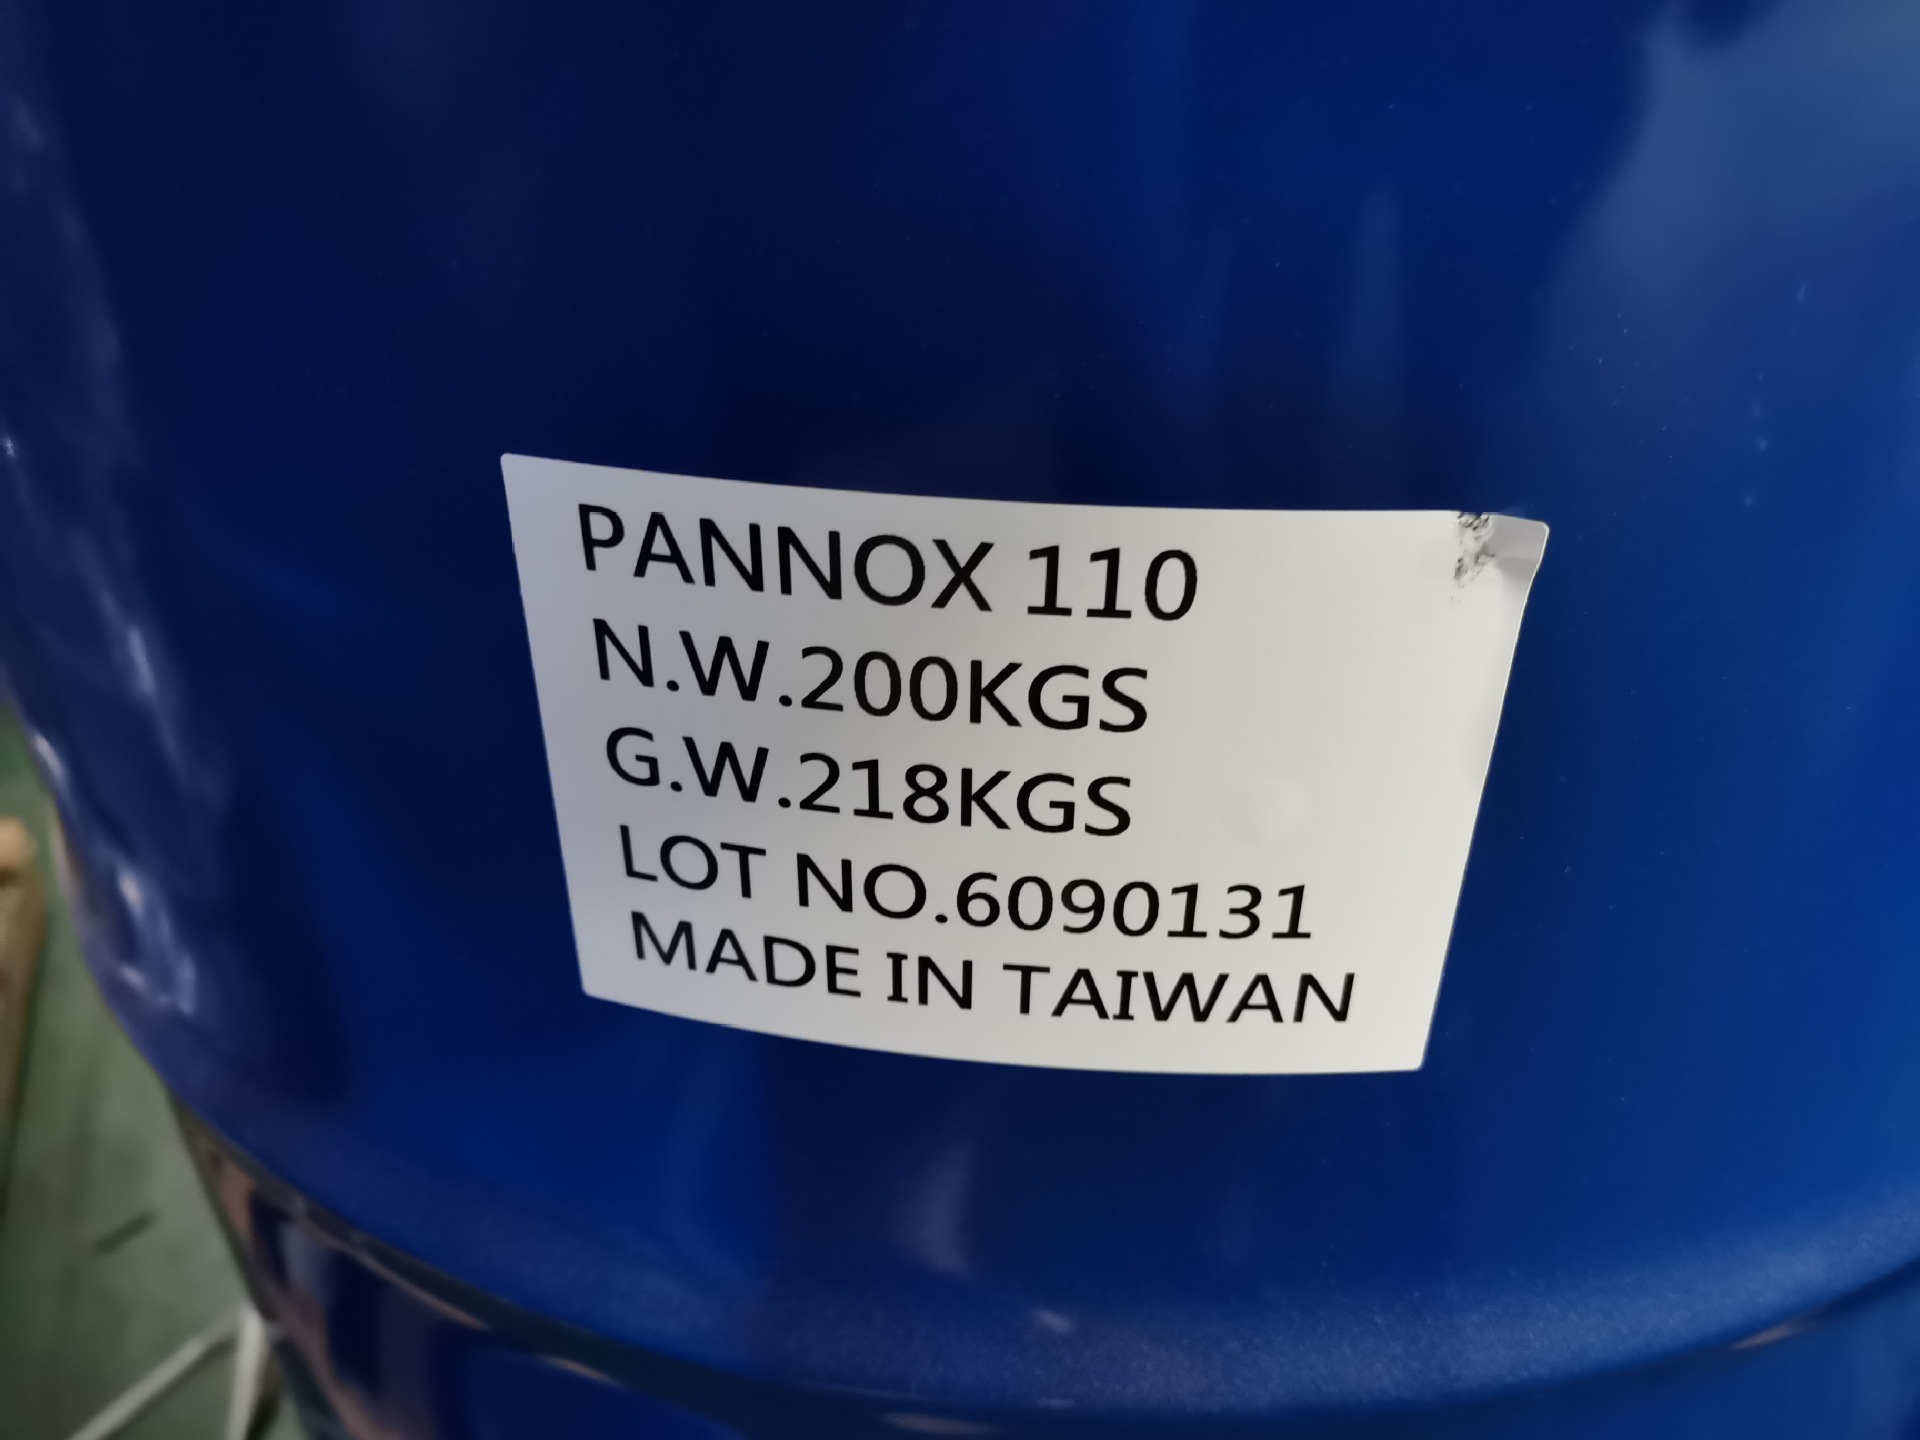 PANNOX 110
N.W.200KGS
G.W.218KGS
LOT NO.6090131
MADE IN TAIWAN